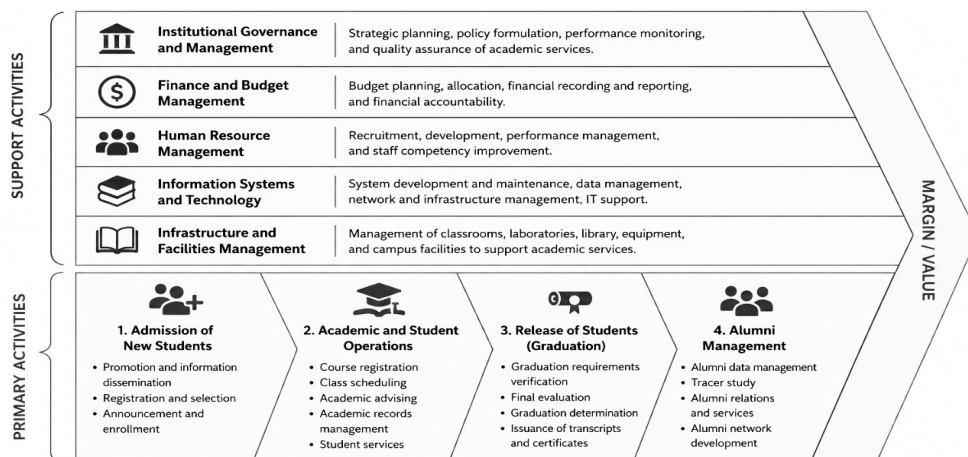 SUPPORT ACTIVITIES
Institutional Governance
and Management
Strategic planning, policy formulation, performance monitoring,
and quality assurance of academic services.
$
Finance and Budget
Management
Budget planning, allocation, financial recording and reporting,
and financial accountability.
Human Resource
Management
Recruitment, development, performance management,
and staff competency improvement.
Information Systems
and Technology
System development and maintenance, data management,
network and infrastructure management, IT support.
Infrastructure and
Facilities Management
Management of classrooms, laboratories, library, equipment,
and campus facilities to support academic services.
MARGIN / VALUE
PRIMARY ACTIVITIES
1. Admission of
New Students
• Promotion and information
dissemination
• Registration and selection
• Announcement and
enrollment
2. Academic and Student
Operations
• Course registration
• Class scheduling
• Academic advising
• Academic records
management
• Student services
3. Release of Students
(Graduation)
• Graduation requirements
verification
• Final evaluation
• Graduation determination
• Issuance of transcripts
and certificates
4. Alumni
Management
• Alumni data management
• Tracer study
• Alumni relations
and services
• Alumni network
development